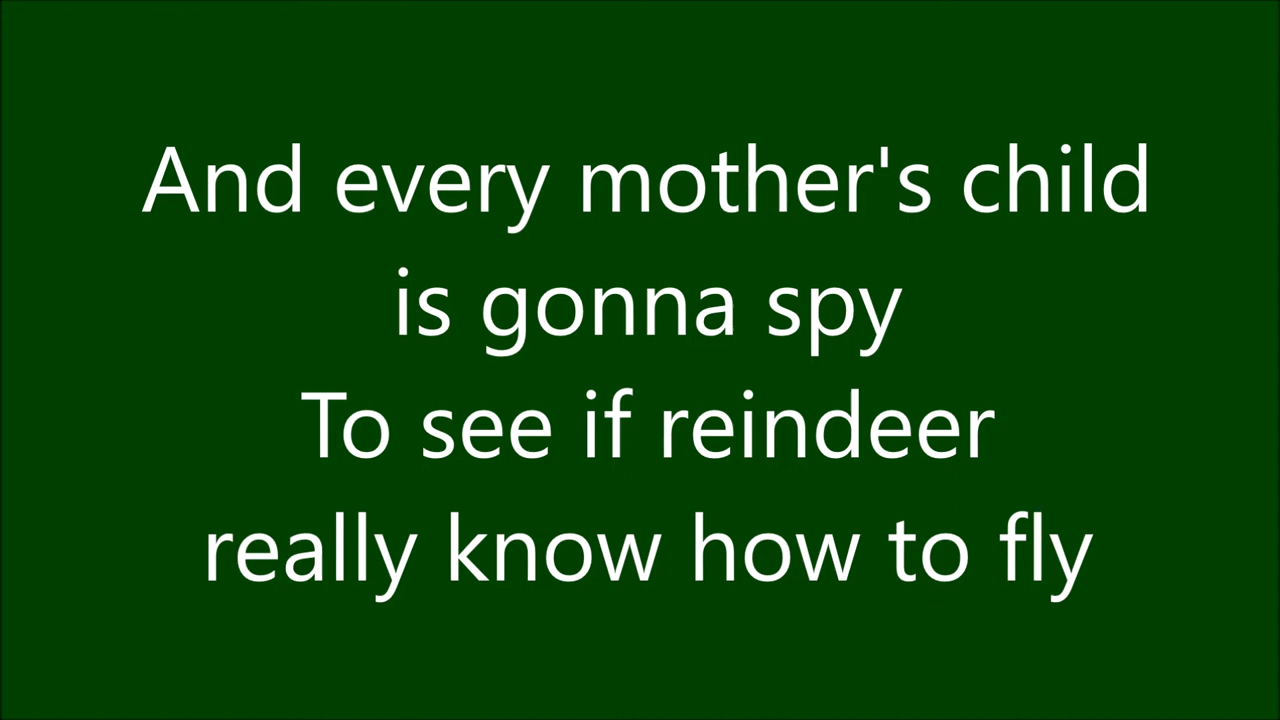 And every mother's child
is gonna spy
To see if reindeer
really know how to fly